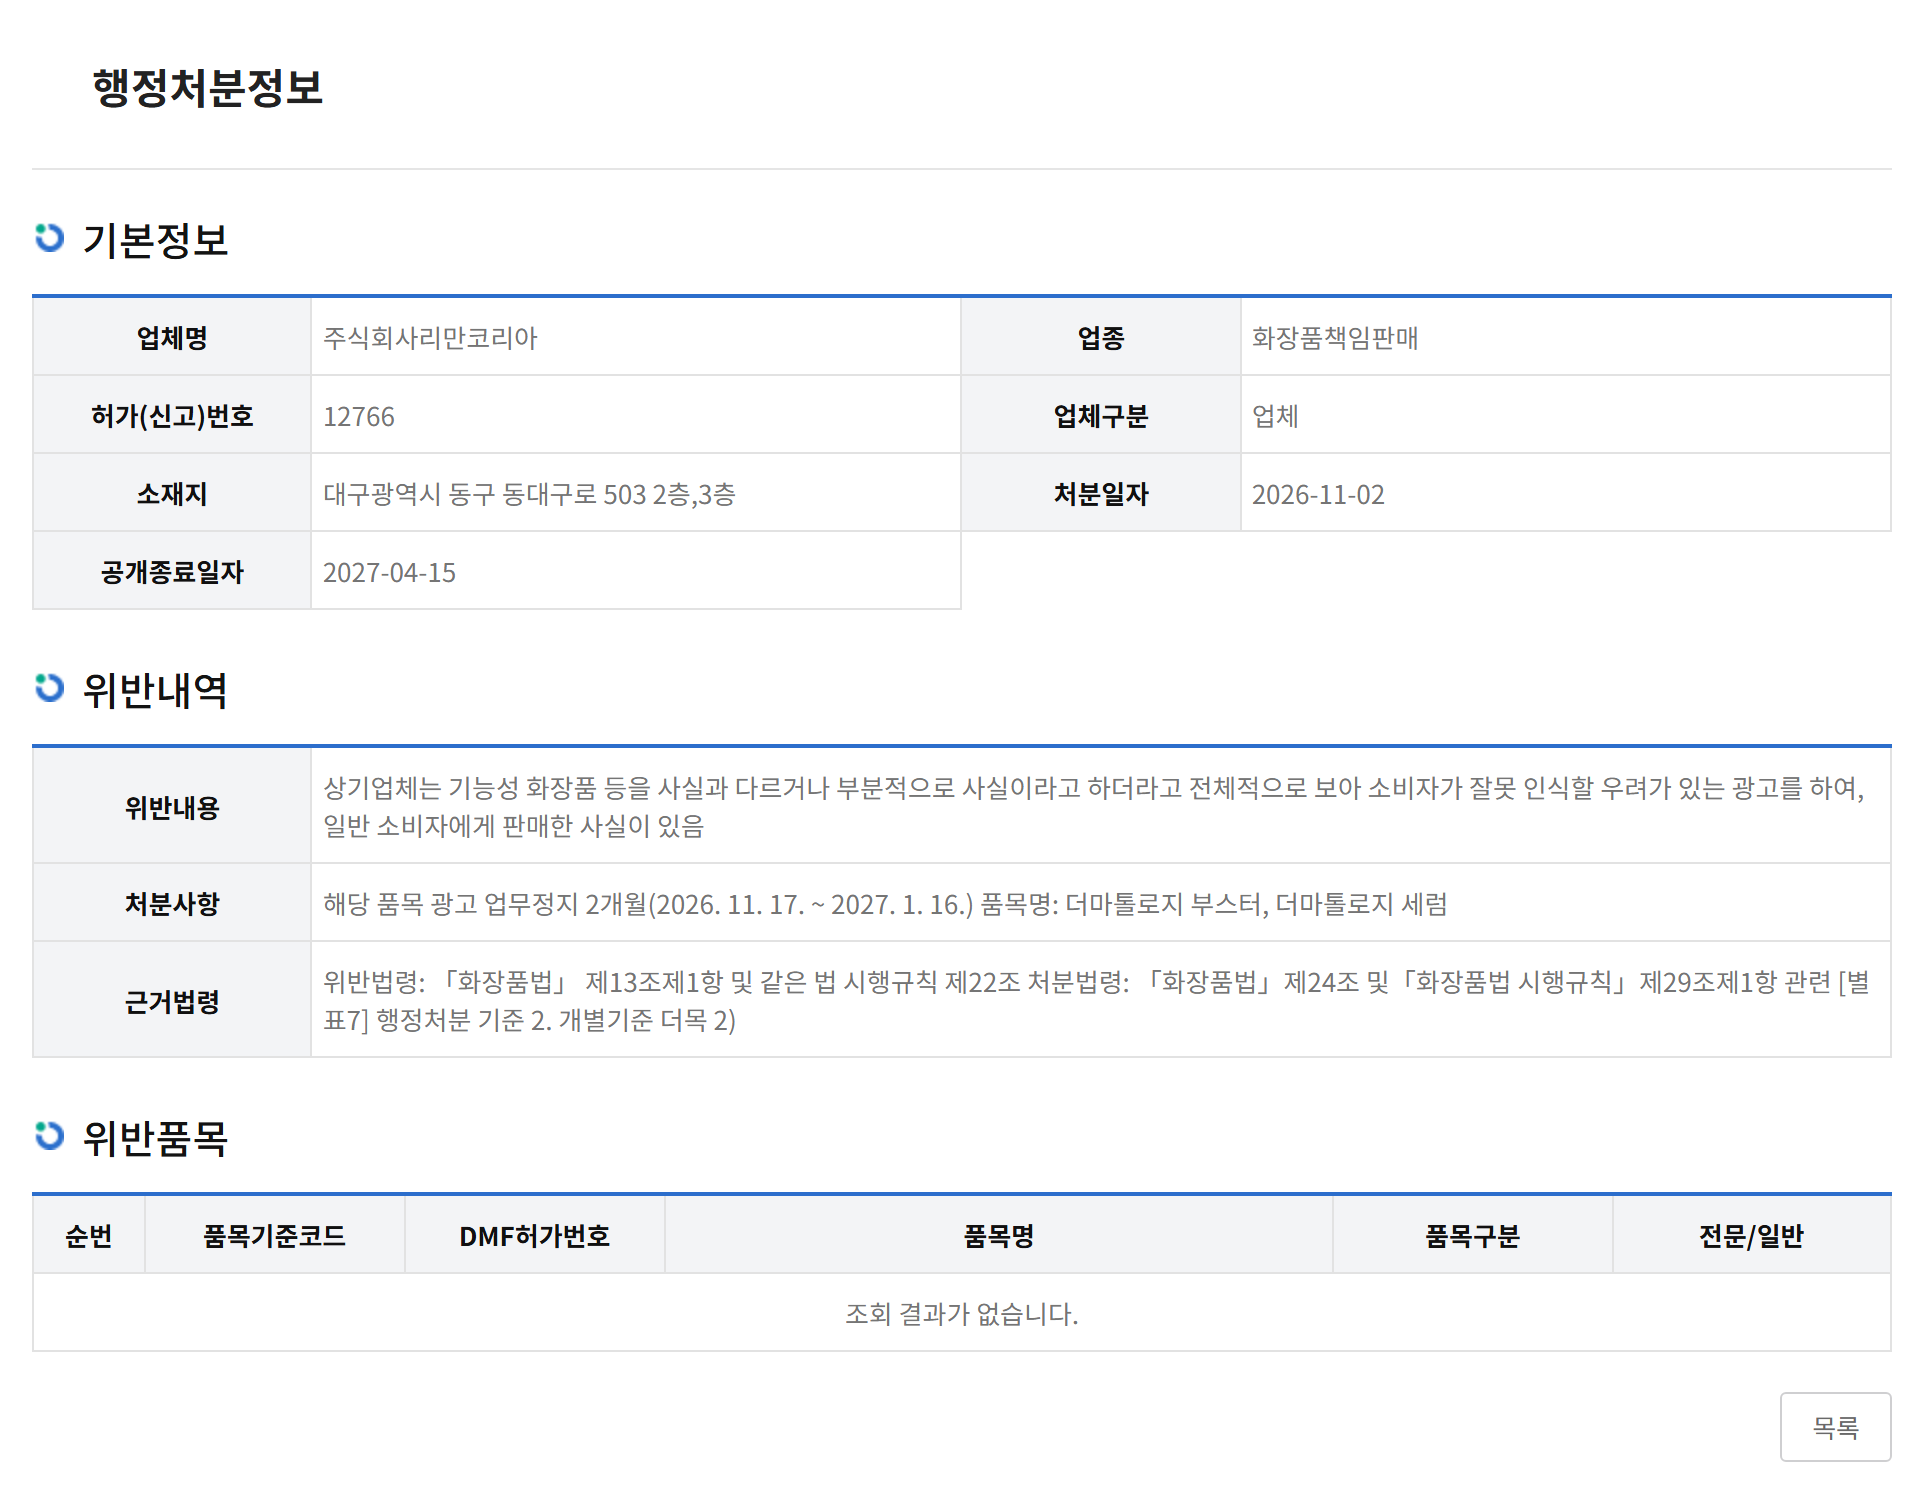 행정처분정보
기본정보
업체명 주식회사리만코리아 업종 화장품책임판매
허가(신고)번호 12766 업체구분 업체
소재지 대구광역시 동구 동대구로 503 2층,3층 처분일자 2026-11-02
공개종료일자 2027-04-15
위반내역
위반내용 상기업체는 기능성 화장품 등을 사실과 다르거나 부분적으로 사실이라고 하더라고 전체적으로 보아 소비자가 잘못 인식할 우려가 있는 광고를 하여,
일반 소비자에게 판매한 사실이 있음
처분사항 해당 품목 광고 업무정지 2개월(2026. 11. 17. ~ 2027. 1. 16.) 품목명: 더마톨로지 부스터, 더마톨로지 세럼
근거법령 위반법령: 「화장품법」 제13조제1항 및 같은 법 시행규칙 제22조 처분법령: 「화장품법」제24조 및「화장품법 시행규칙」제29조제1항 관련 [별
표7] 행정처분 기준 2. 개별기준 더목 2)
위반품목
순번 품목기준코드 DMF허가번호 품목명 품목구분 전문/일반
조회 결과가 없습니다.
목록